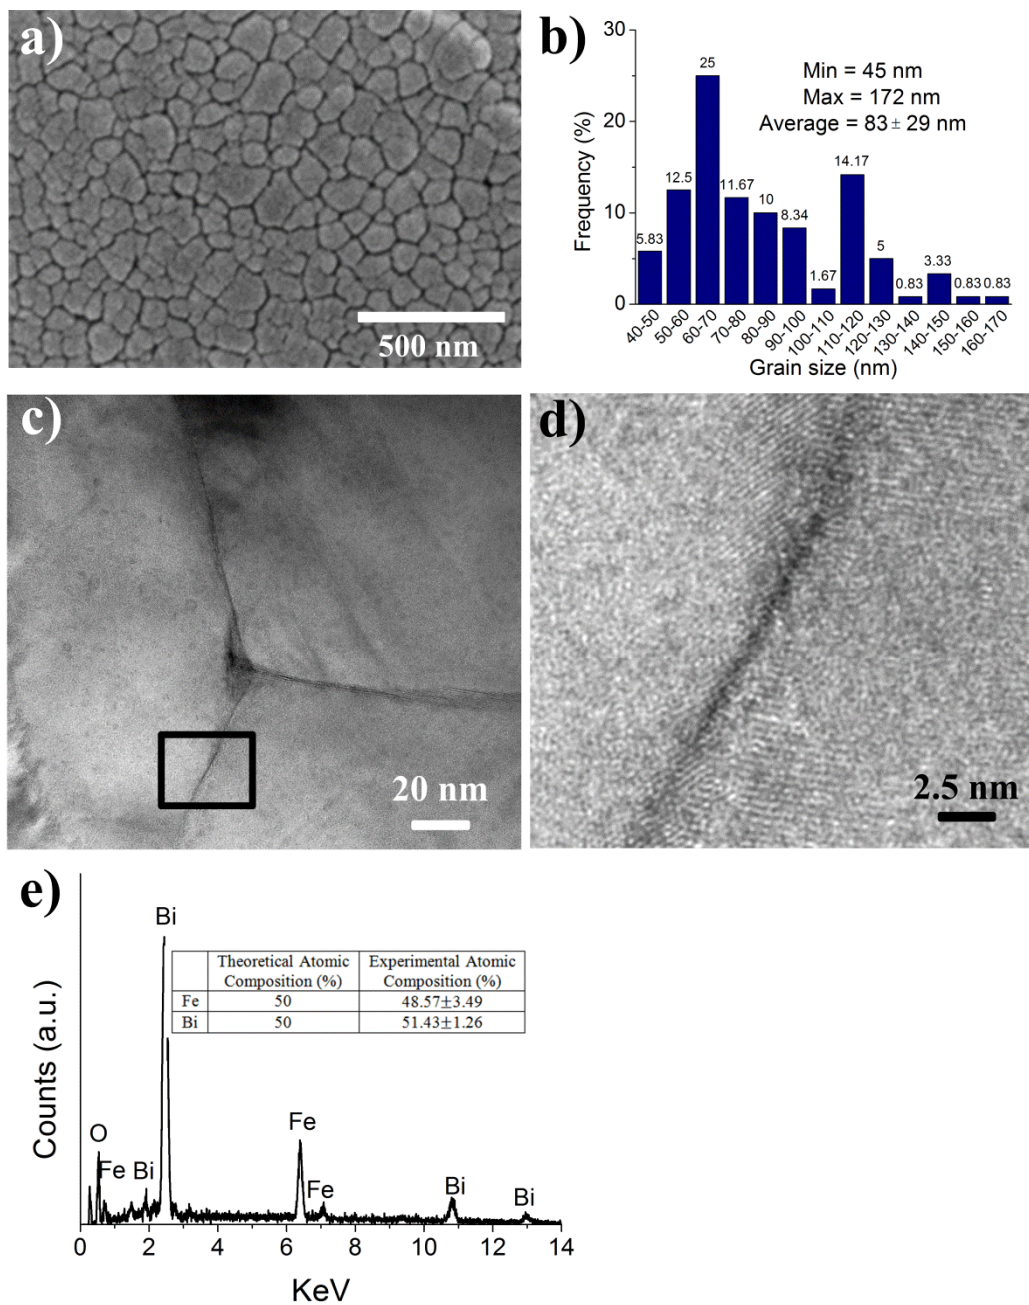 a)
500 nm
b)
Frequency (%)
30
20
10
0
Min = 45 nm
Max = 172 nm
Average = 83 ± 29 nm
5.83
12.5
25
11.67
10
8.34
1.67
14.17
5
0.83
3.33
0.83
0.83
40-50
50-60
60-70
70-80
80-90
90-100
100-110
110-120
120-130
130-140
140-150
150-160
160-170
Grain size (nm)
c)
20 nm
d)
2.5 nm
e)
Counts (a.u.)
Bi
Theoretical Atomic Composition (%)
Experimental Atomic Composition (%)
Fe 50 48.57±3.49
Bi 50 51.43±1.26
O
Fe
Bi
Fe
Fe
Bi
Bi
0 2 4 6 8 10 12 14
KeV